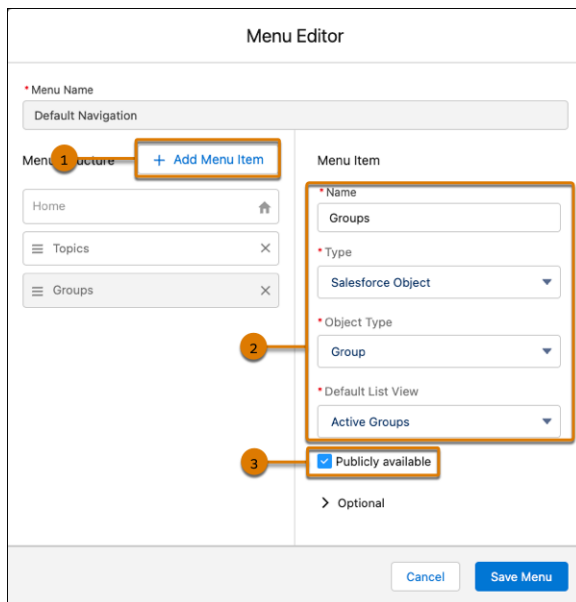 Menu Editor
* Menu Name
Default Navigation
Menu 1 ucture + Add Menu Item
Home
Topics
Groups
Menu Item
* Name
Groups
* Type
Salesforce Object
* Object Type
2
Group
* Default List View
Active Groups
3
Publicly available
Optional
Cancel Save Menu